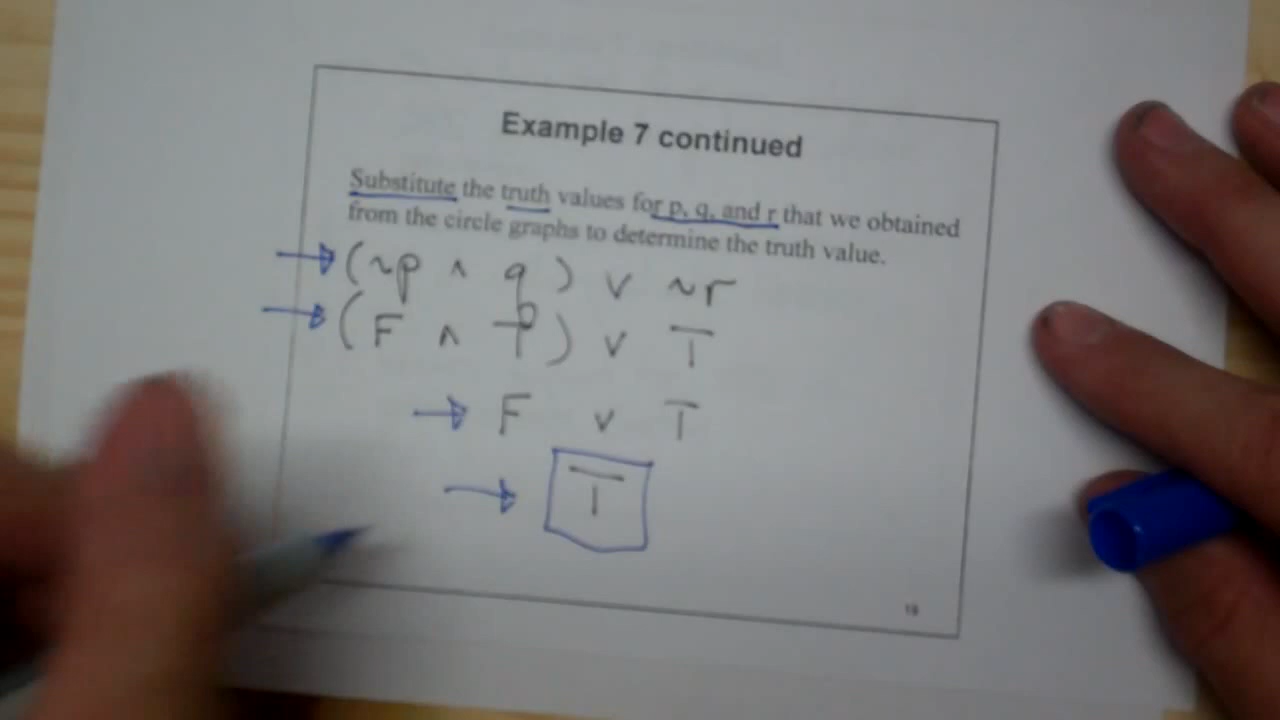 Example 7 continued
Substitute the truth values for p, q, and r that we obtained
from the circle graphs to determine the truth value.
(~p ∧ q) ∨ ~r
(F ∧ T) ∨ T
F ∨ T
T